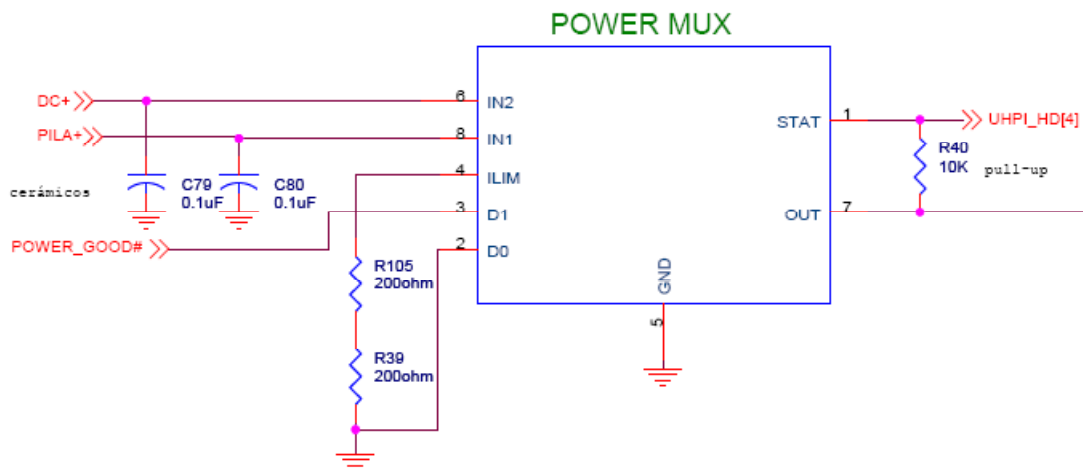 POWER MUX
DC+
6
IN2
PILA+
8
IN1
STAT
1
UHPI_HD[4]
R40
10K
pull-up
4
ILIM
cerámicos
C79
0.1uF
C80
0.1uF
3
D1
OUT
7
POWER_GOOD#
2
D0
R105
200ohm
GND
5
R39
200ohm